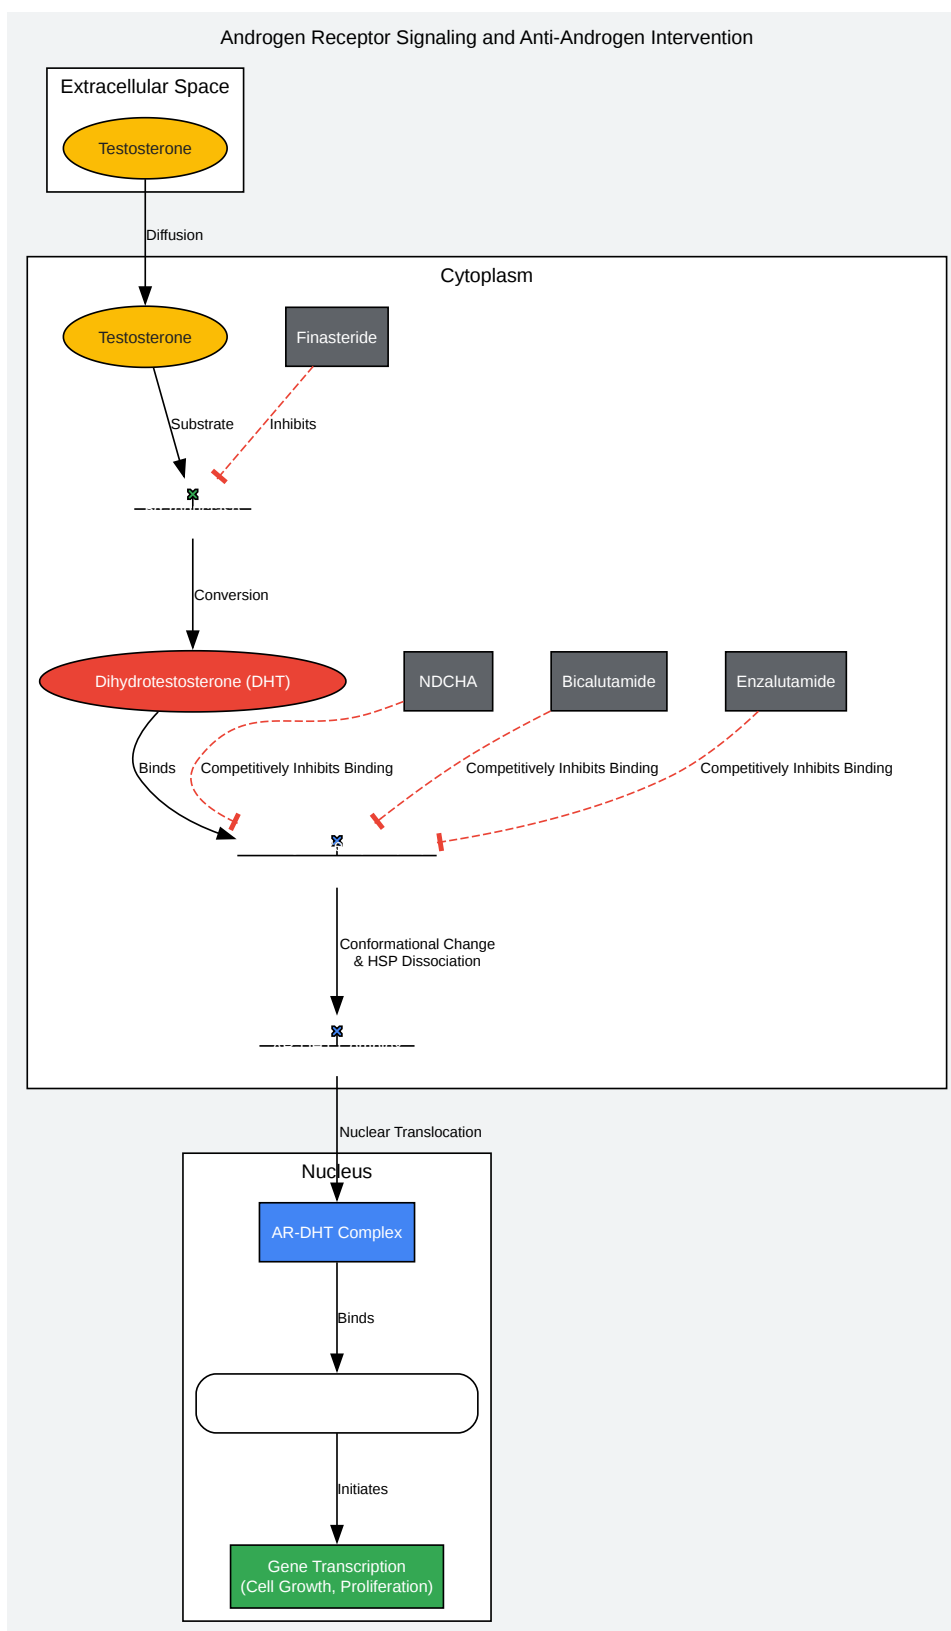 Androgen Receptor Signaling and Anti-Androgen Intervention
Extracellular Space
Testosterone
Diffusion
Cytoplasm
Testosterone
Finasteride
Substrate
Inhibits
Conversion
Dihydrotestosterone (DHT)
NDCHA
Bicalutamide
Enzalutamide
Binds
Competitively Inhibits Binding
Competitively Inhibits Binding
Competitively Inhibits Binding
Conformational Change
& HSP Dissociation
Nuclear Translocation
Nucleus
AR-DHT Complex
Binds
Initiates
Gene Transcription
(Cell Growth, Proliferation)